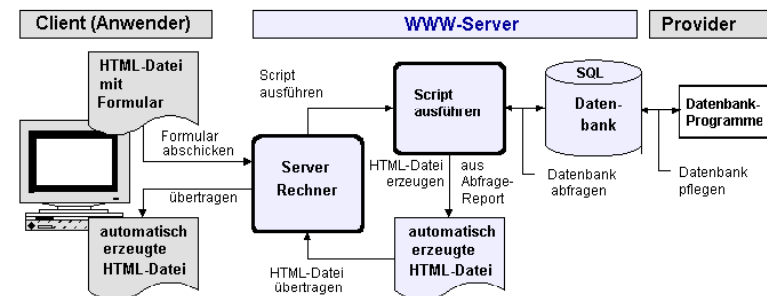 Client (Anwender)
WWW-Server
Provider
HTML-Datei
mit
Formular
Script
ausführen
Script
ausführen
SQL
Daten-
bank
Datenbank-
Programme
Formular
abschicken
Server
Rechner
HTML-Datei
erzeugen
aus
Abfrage-
Report
Datenbank
abfragen
Datenbank
pflegen
übertragen
automatisch
erzeugte
HTML-Datei
HTML-Datei
übertragen
automatisch
erzeugte
HTML-Datei